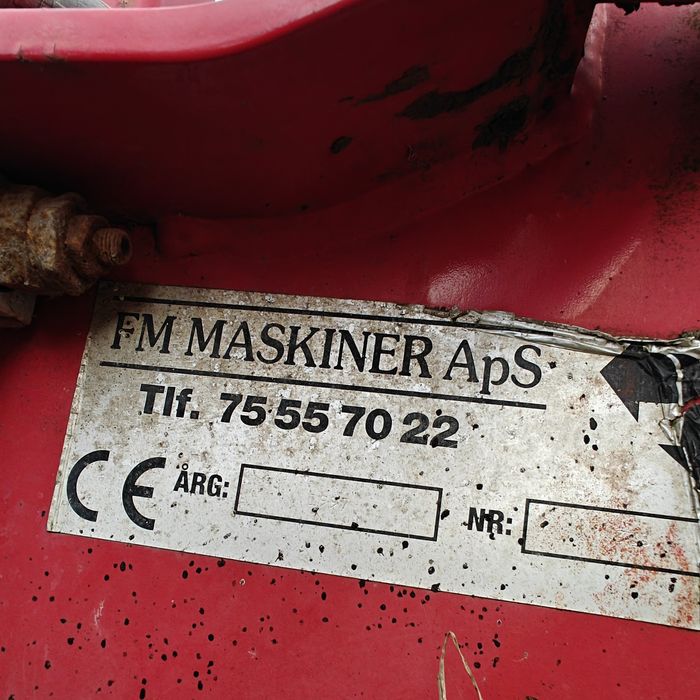 FM MASKINER ApS
Tlf. 75 55 70 22
CE ÅRG: NR: